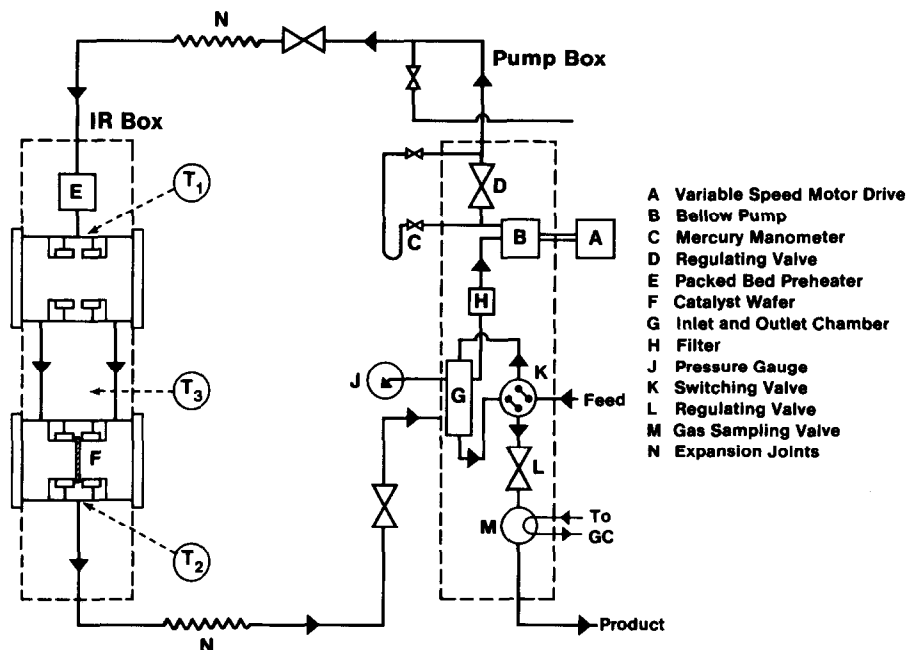 N
Pump Box
IR Box
E
T1
D
C
B
A
H
J
G
K
Feed
T3
F
L
M
To
GC
T2
N
Product
A Variable Speed Motor Drive
B Bellow Pump
C Mercury Manometer
D Regulating Valve
E Packed Bed Preheater
F Catalyst Wafer
G Inlet and Outlet Chamber
H Filter
J Pressure Gauge
K Switching Valve
L Regulating Valve
M Gas Sampling Valve
N Expansion Joints